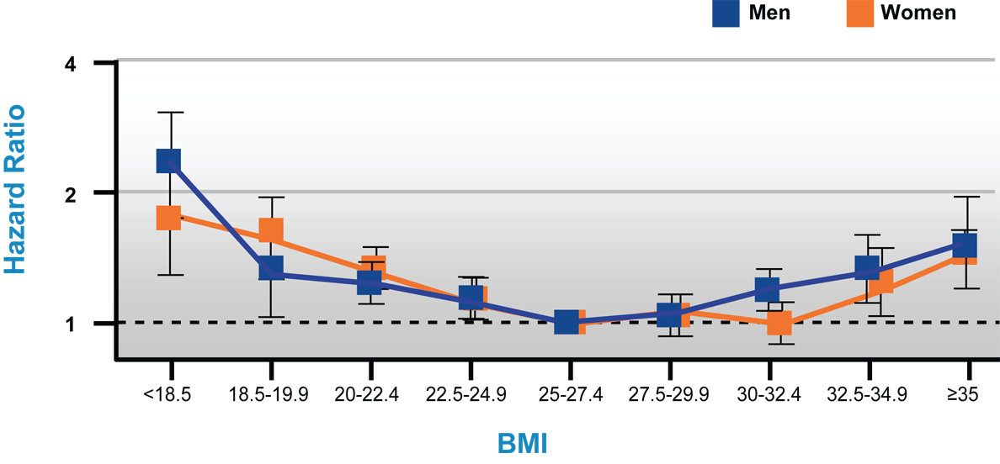 Men Women
4
2
1
Hazard Ratio
<18.5 18.5-19.9 20-22.4 22.5-24.9 25-27.4 27.5-29.9 30-32.4 32.5-34.9 ≥35
BMI